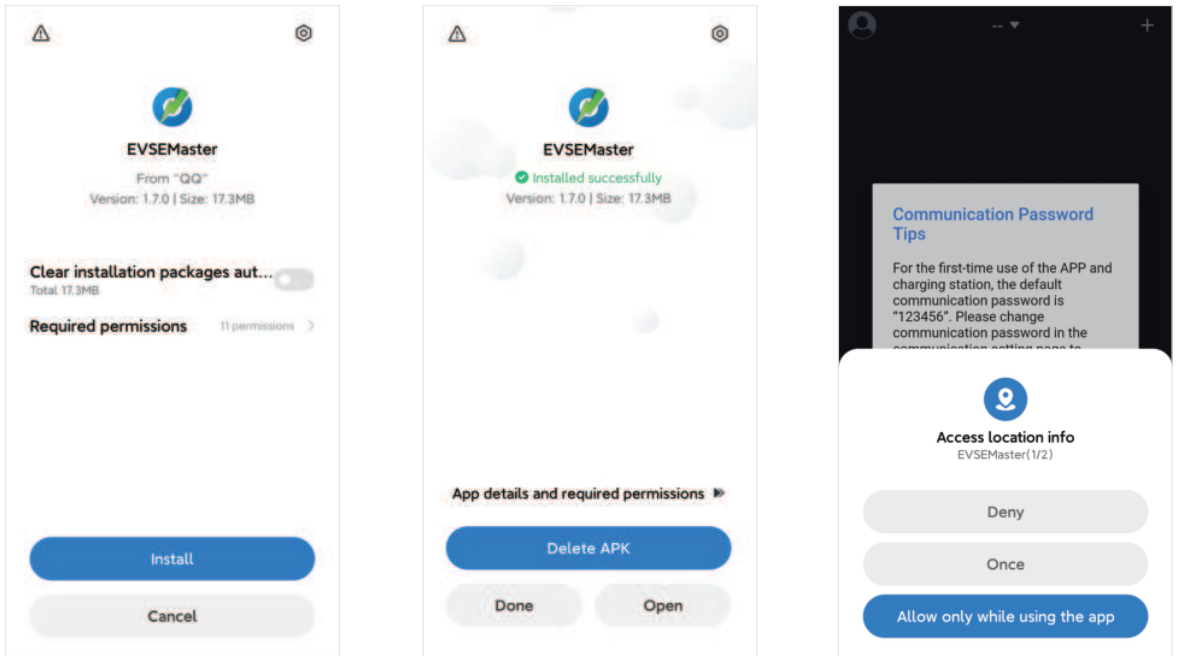 EVSEMaster
From "QQ"
Version: 1.7.0 | Size: 17.3MB
Clear installation packages aut...
Total 17.3MB
Required permissions 11 permissions
Install
Cancel
EVSEMaster
Installed successfully
Version: 1.7.0 | Size: 17.3MB
App details and required permissions
Delete APK
Done Open
--
Communication Password
Tips
For the first-time use of the APP and
charging station, the default
communication password is
"123456". Please change
communication password in the
communication setting page to
Access location info
EVSEMaster(1/2)
Deny
Once
Allow only while using the app